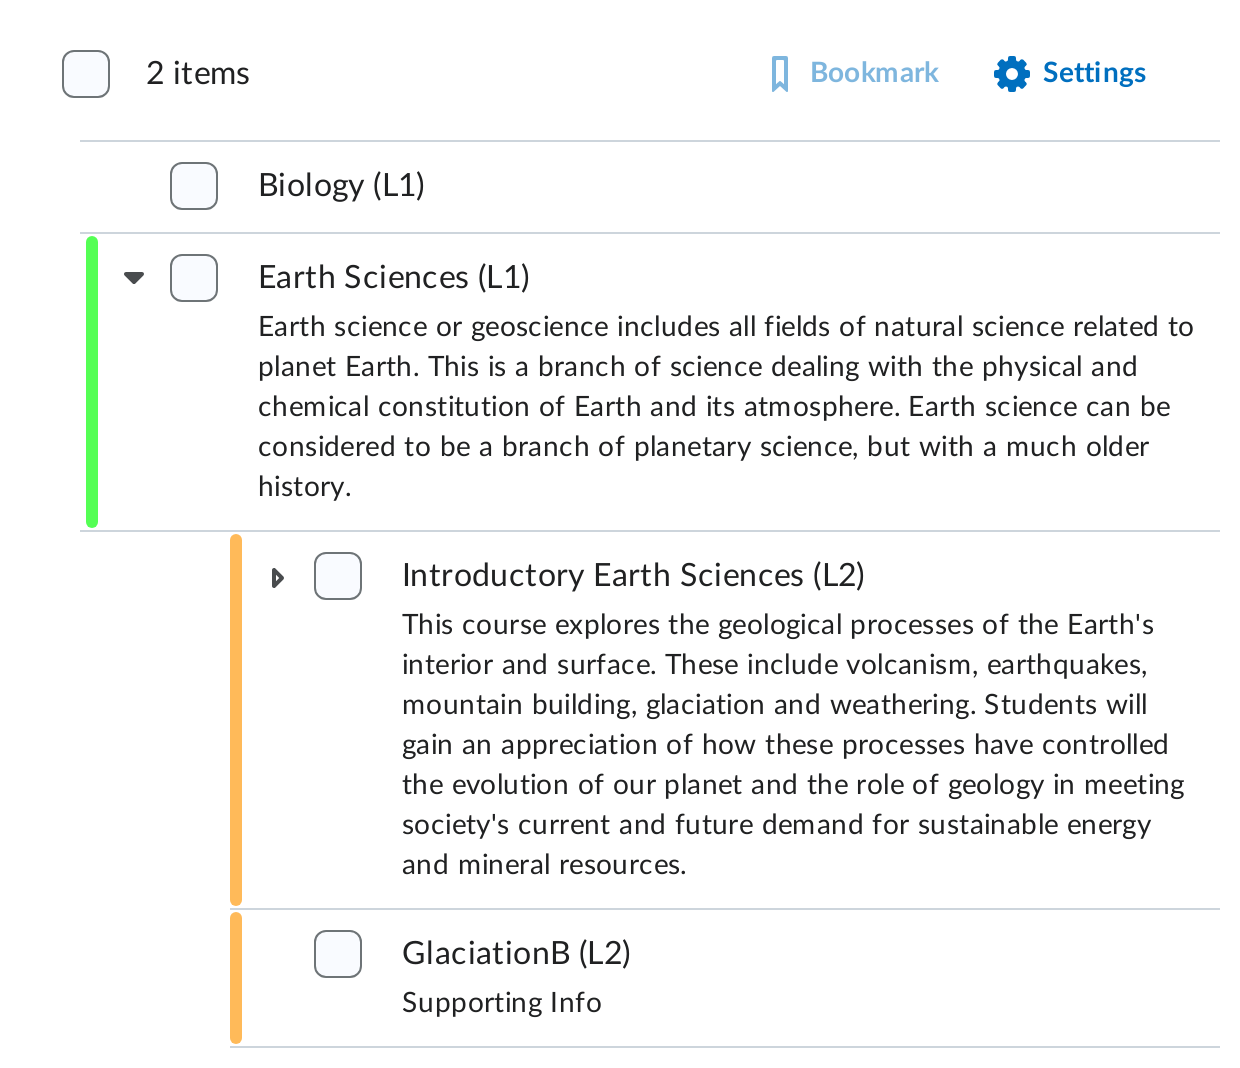 2 items
Bookmark
Settings
Biology (L1)
Earth Sciences (L1)
Earth science or geoscience includes all fields of natural science related to
planet Earth. This is a branch of science dealing with the physical and
chemical constitution of Earth and its atmosphere. Earth science can be
considered to be a branch of planetary science, but with a much older
history.
Introductory Earth Sciences (L2)
This course explores the geological processes of the Earth's
interior and surface. These include volcanism, earthquakes,
mountain building, glaciation and weathering. Students will
gain an appreciation of how these processes have controlled
the evolution of our planet and the role of geology in meeting
society's current and future demand for sustainable energy
and mineral resources.
GlaciationB (L2)
Supporting Info